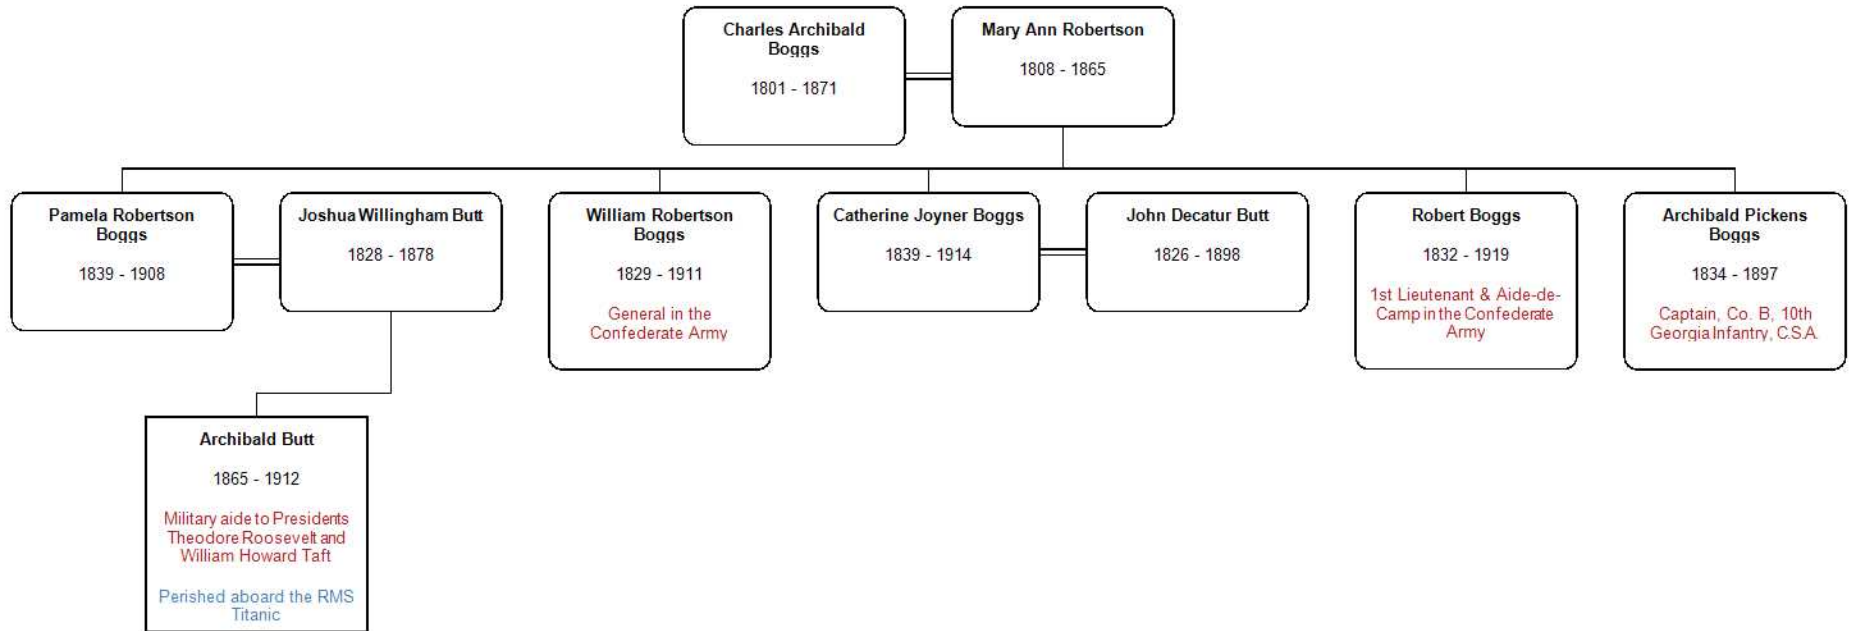 Charles Archibald
Boggs
1801 - 1871
Mary Ann Robertson
1808 - 1865
Pamela Robertson
Boggs
1839 - 1908
Joshua Willingham Butt
1828 - 1878
William Robertson
Boggs
1829 - 1911
General in the
Confederate Army
Catherine Joyner Boggs
1839 - 1914
John Decatur Butt
1826 - 1898
Robert Boggs
1832 - 1919
1st Lieutenant & Aide-de-
Camp in the Confederate
Army
Archibald Pickens
Boggs
1834 - 1897
Captain, Co. B, 10th
Georgia Infantry, C.S.A.
Archibald Butt
1865 - 1912
Military aide to Presidents
Theodore Roosevelt and
William Howard Taft
Perished aboard the RMS
Titanic